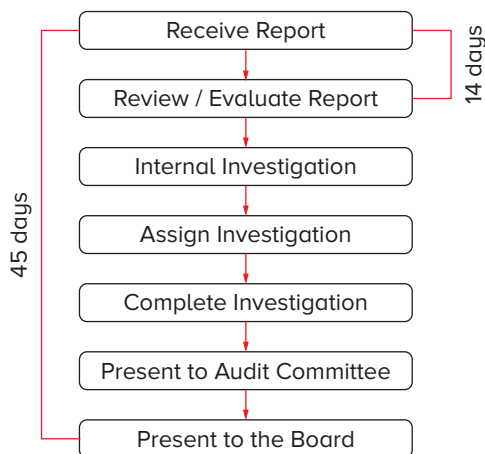 Receive Report
14 days
Review / Evaluate Report
Internal Investigation
Assign Investigation
45 days
Complete Investigation
Present to Audit Committee
Present to the Board